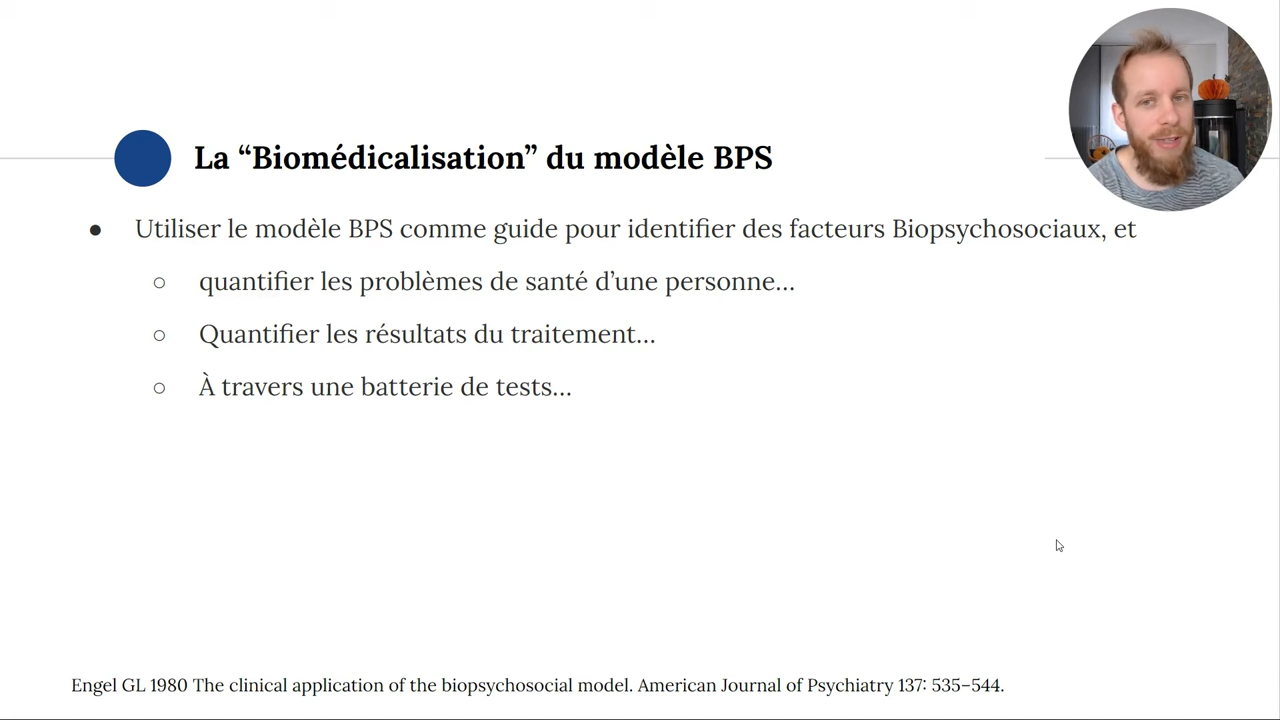 La “Biomédicalisation” du modèle BPS
● Utiliser le modèle BPS comme guide pour identifier des facteurs Biopsychosociaux, et
○ quantifier les problèmes de santé d’une personne…
○ Quantifier les résultats du traitement…
○ À travers une batterie de tests…
Engel GL 1980 The clinical application of the biopsychosocial model. American Journal of Psychiatry 137: 535–544.